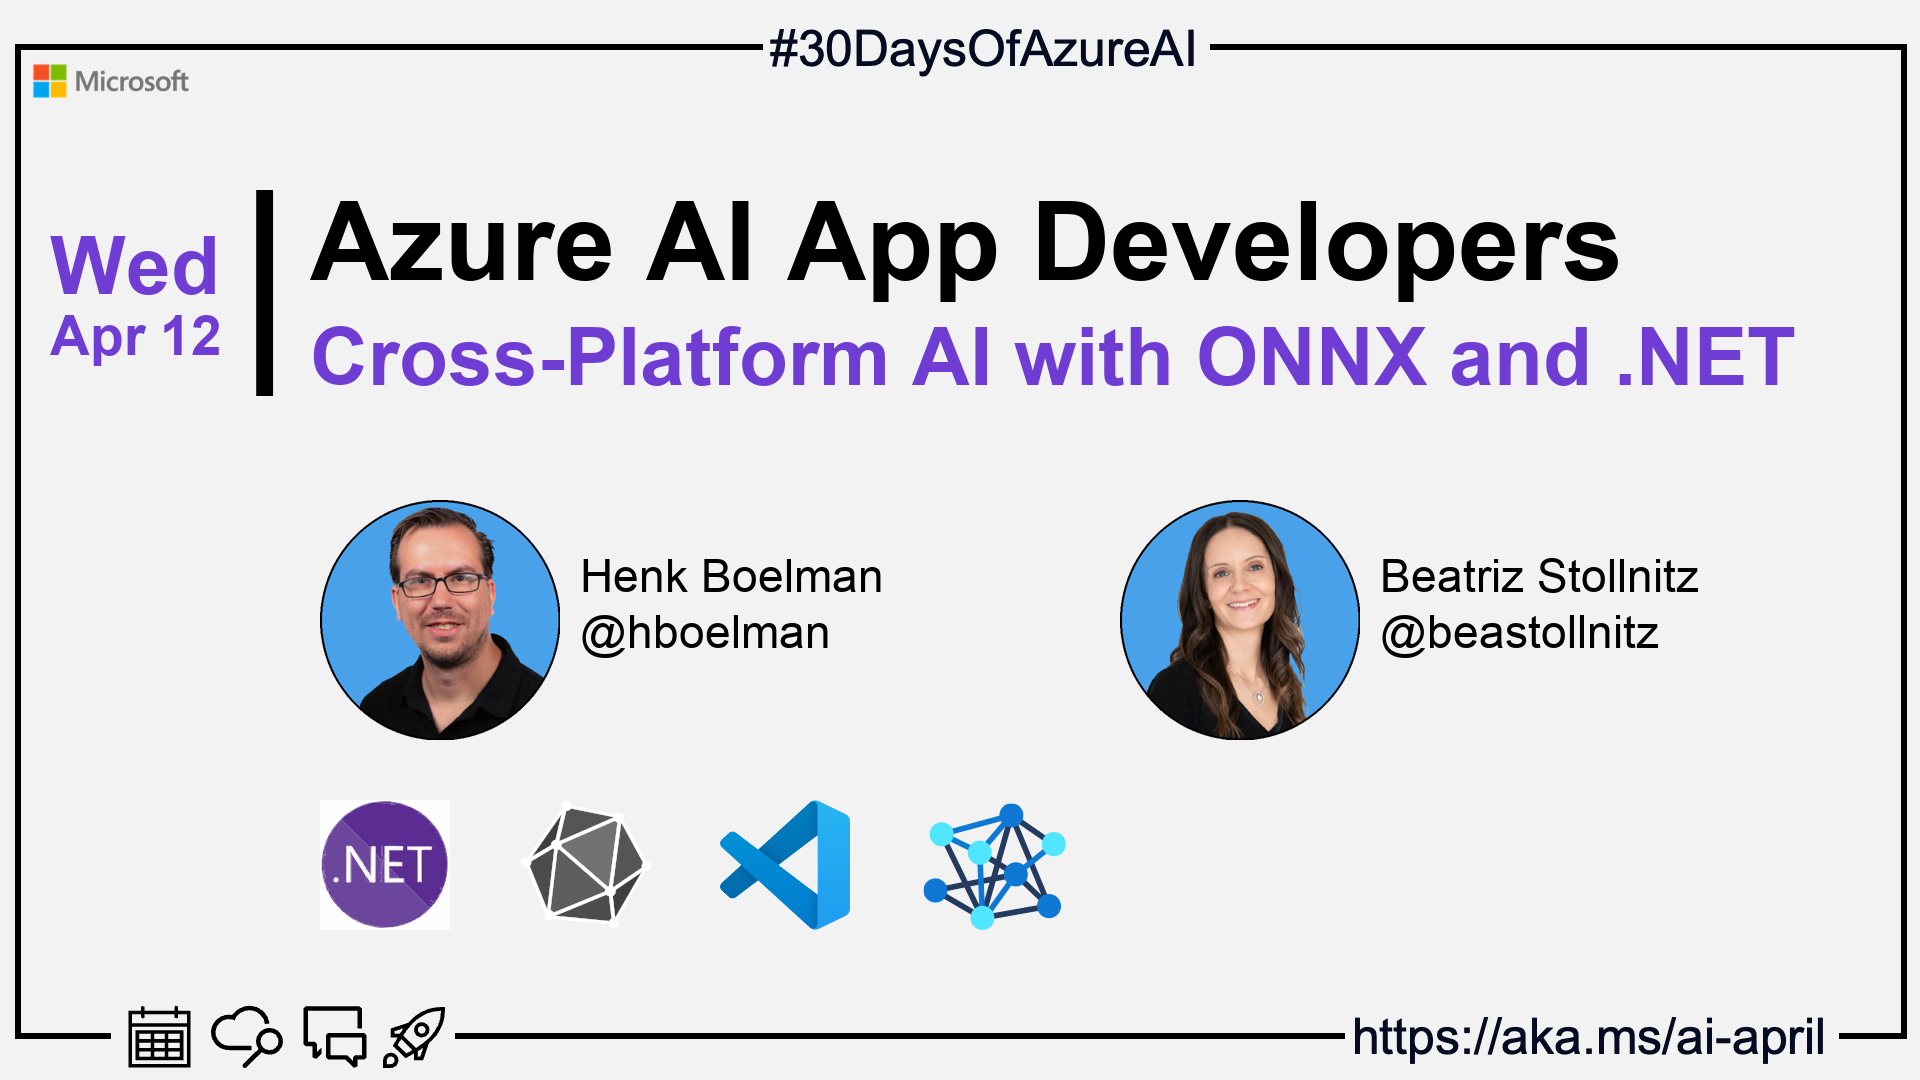 #30DaysOfAzureAI
Microsoft
Wed
Apr 12
Azure AI App Developers
Cross-Platform AI with ONNX and .NET
Henk Boelman
@hboelman
Beatriz Stollnitz
@beastollnitz
.NET
https://aka.ms/ai-april